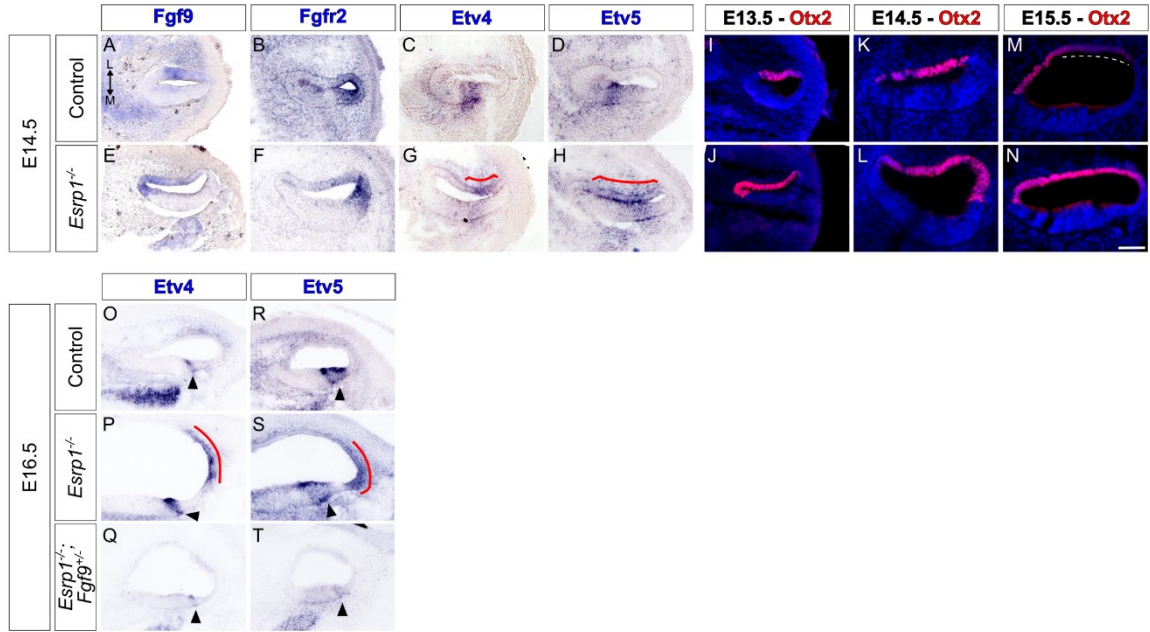 Fgf9 Fgfr2 Etv4 Etv5 E13.5 - Otx2 E14.5 - Otx2 E15.5 - Otx2
E14.5
Control
A B C D I K M
L
M
Esrp1-/-
E F G H J L N
Etv4 Etv5
E16.5
Control
O R
Esrp1-/-
P S
Esrp1-/-;
Fgf9+/-
Q T